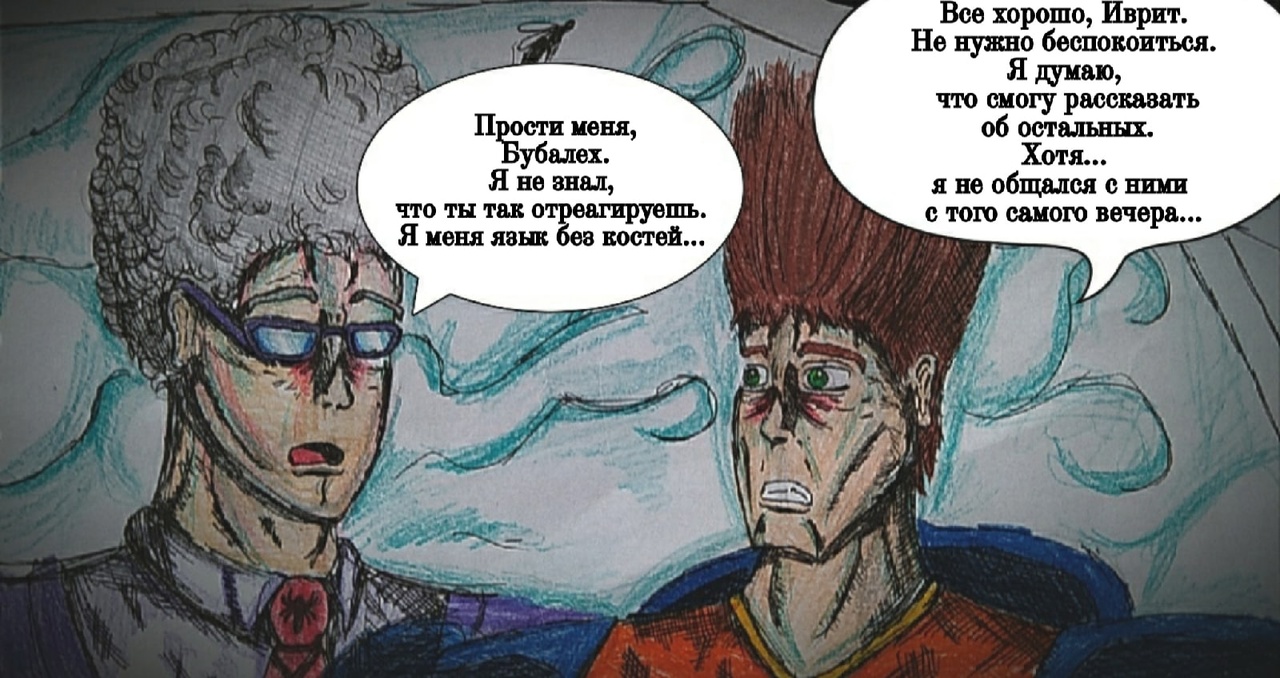 Прости меня,
Бубалех.
Я не знал,
что ты так отреагируешь.
Я меня язык без костей...
Все хорошо, Иврит.
Не нужно беспокоиться.
Я думаю,
что смогу рассказать
об остальных.
Хотя...
я не общался с ними
с того самого вечера...